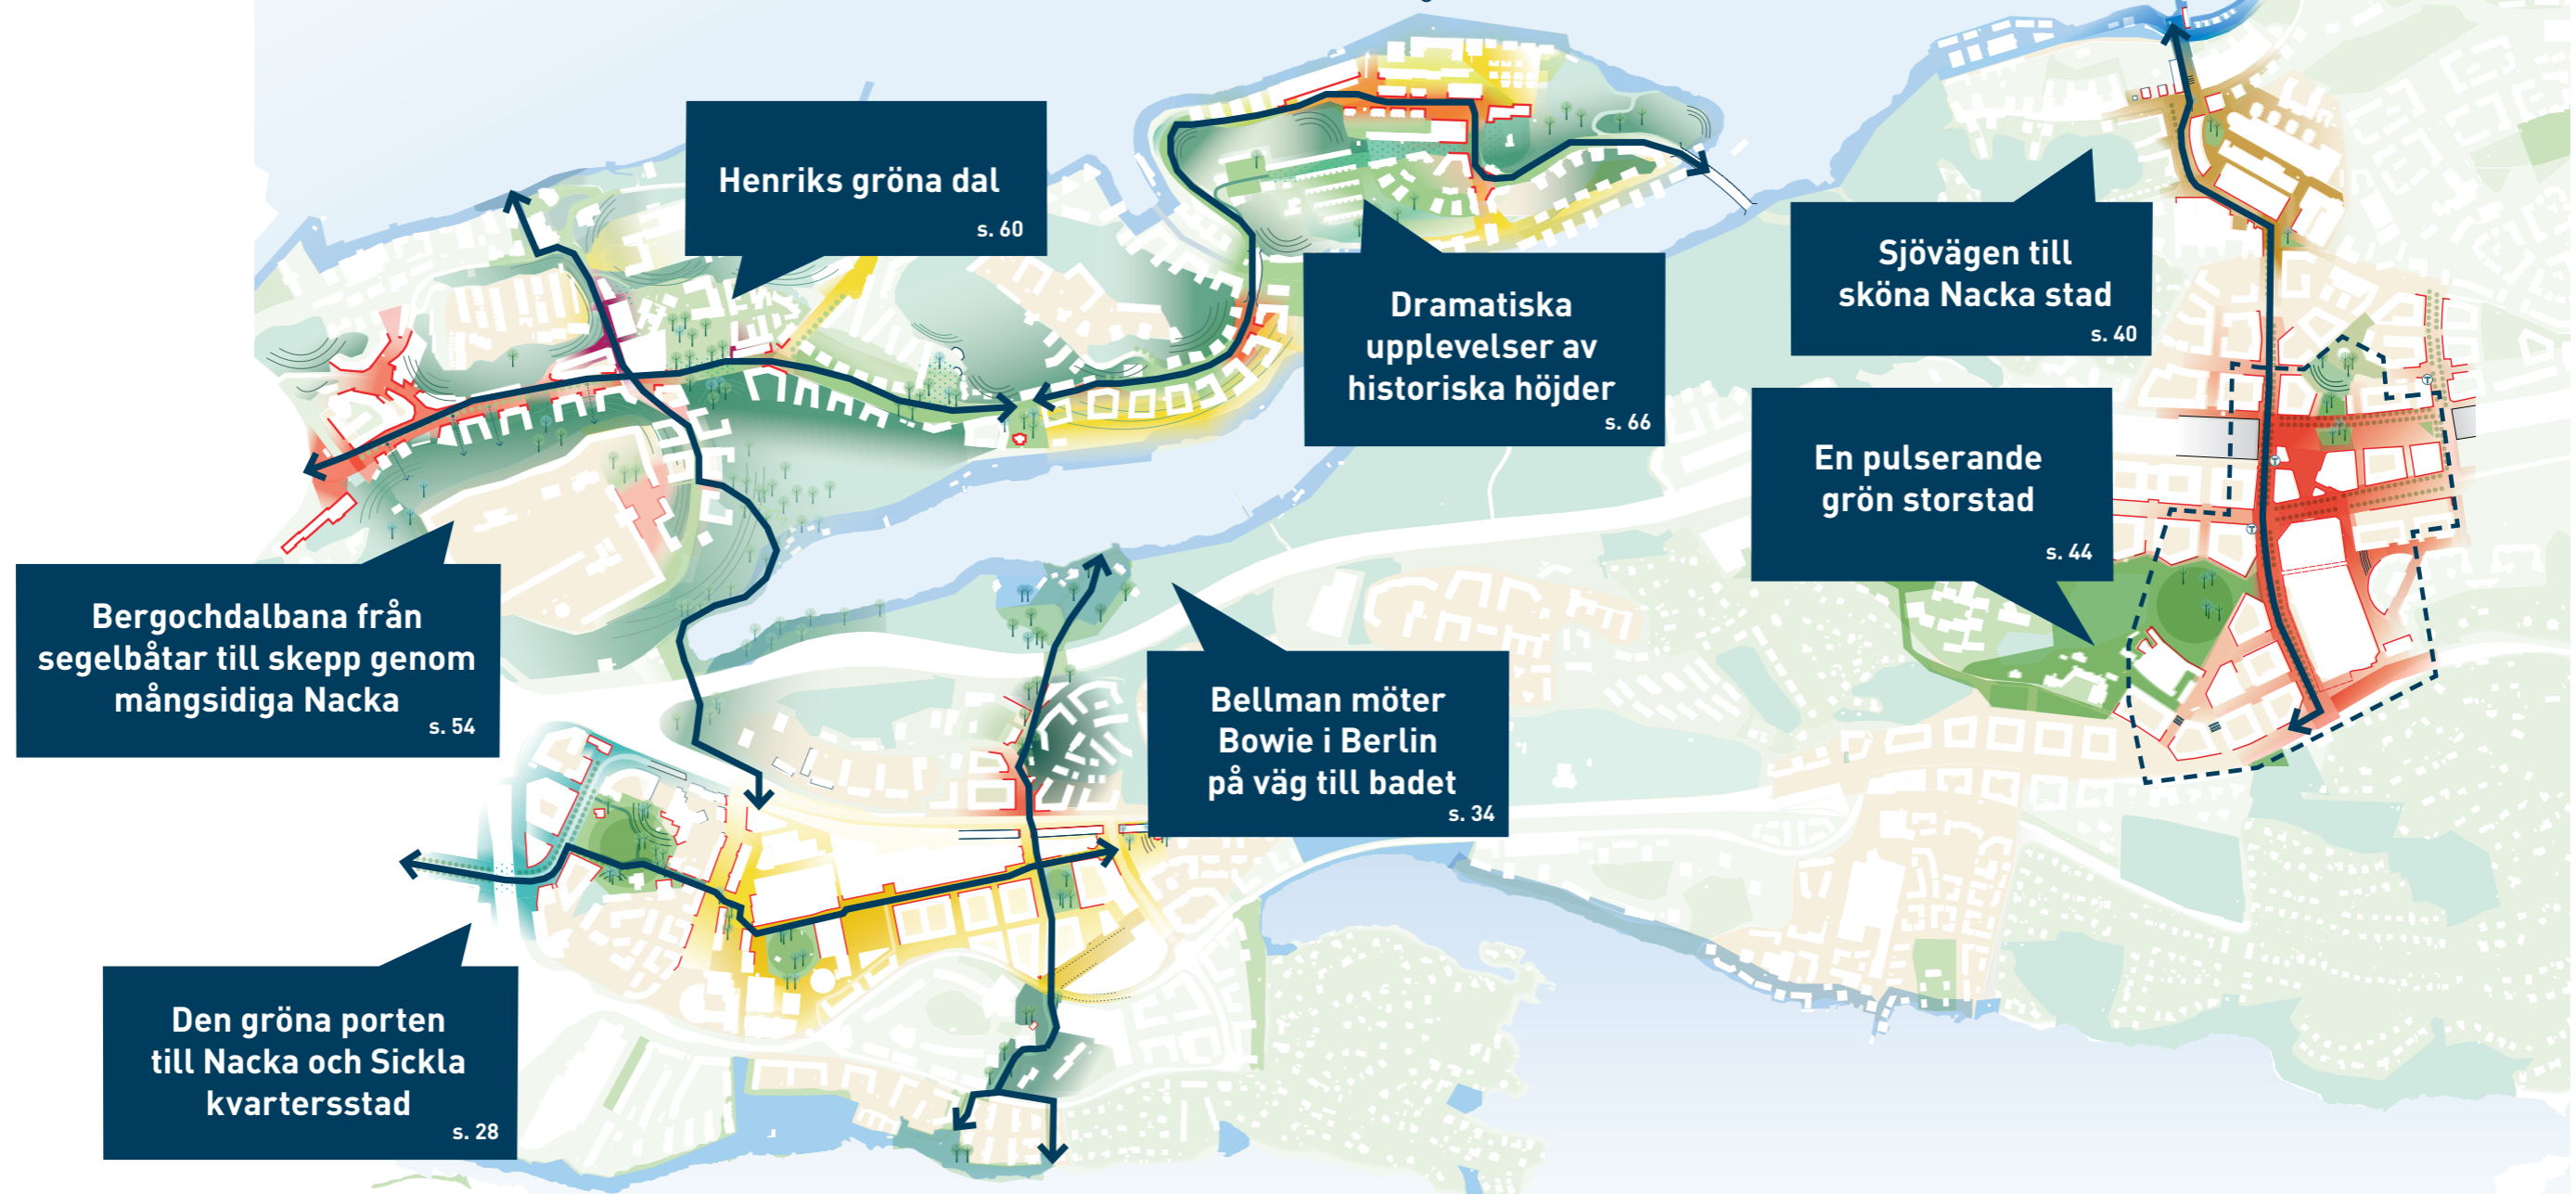 Henriks gröna dal
s. 60
Dramatiska
upplevelser av
historiska höjder
s. 66
Sjövägen till
sköna Nacka stad
s. 40
En pulserande
grön storstad
s. 44
Bergochdalbana från
segelbåtar till skepp genom
mångsidiga Nacka
s. 54
Bellman möter
Bowie i Berlin
på väg till badet
s. 34
Den gröna porten
till Nacka och Sickla
kvartersstad
s. 28